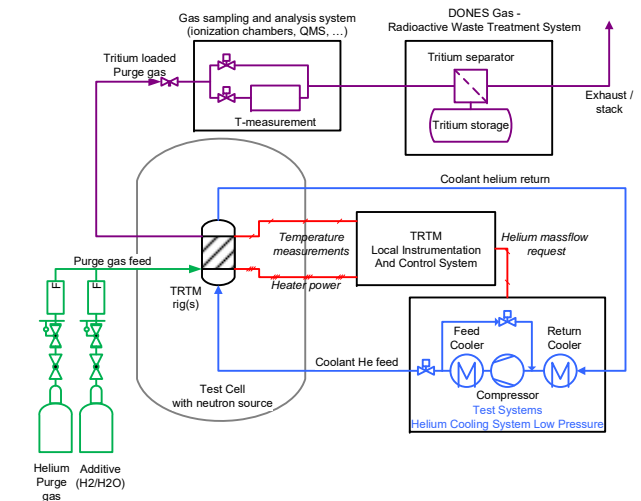 Gas sampling and analysis system
(ionization chambers, QMS, ...)
DONES Gas -
Radioactive Waste Treatment System
Tritium loaded
Purge gas
Tritium separator
T-measurement
Tritium storage
Exhaust /
stack
Coolant helium return
Temperature
measurements
TRTM
Local Instrumentation
And Control System
Helium massflow
request
Purge gas feed
TRTM
rig(s)
Heater power
F
F
Feed
Cooler
Return
Cooler
Coolant He feed
Compressor
Test Cell
with neutron source
Test Systems
Helium Cooling System Low Pressure
Helium
Purge
gas
Additive
(H2/H2O)